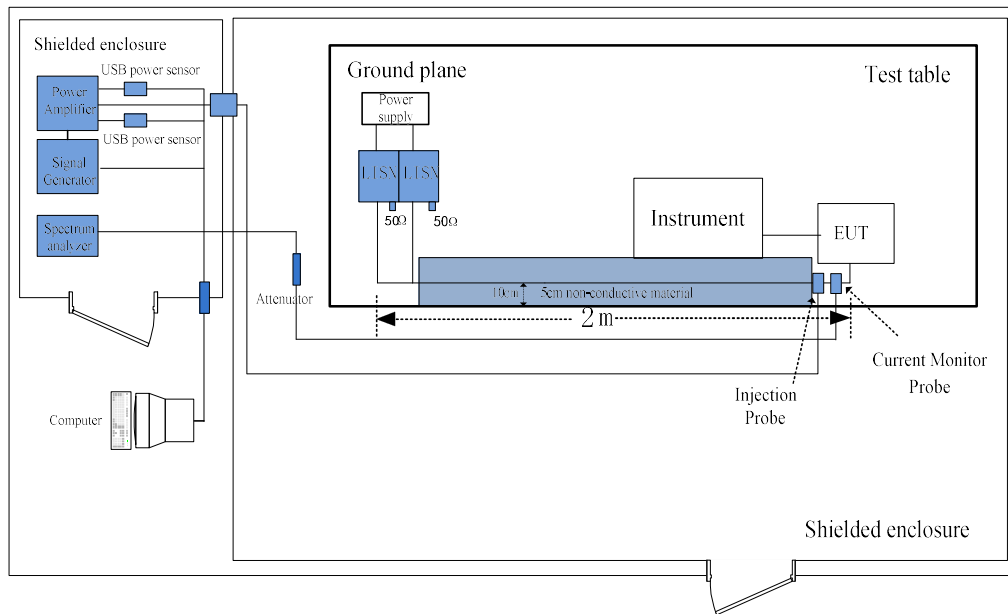 Shielded enclosure
USB power sensor
Power
Amplifier
USB power sensor
Signal
Generator
Spectrum
analyzer
Attenuator
Computer
Ground plane
Test table
Power
supply
LISN
LISN
50Ω
50Ω
Instrument
EUT
10cm
5cm non-conductive material
2 m
Current Monitor
Probe
Injection
Probe
Shielded enclosure